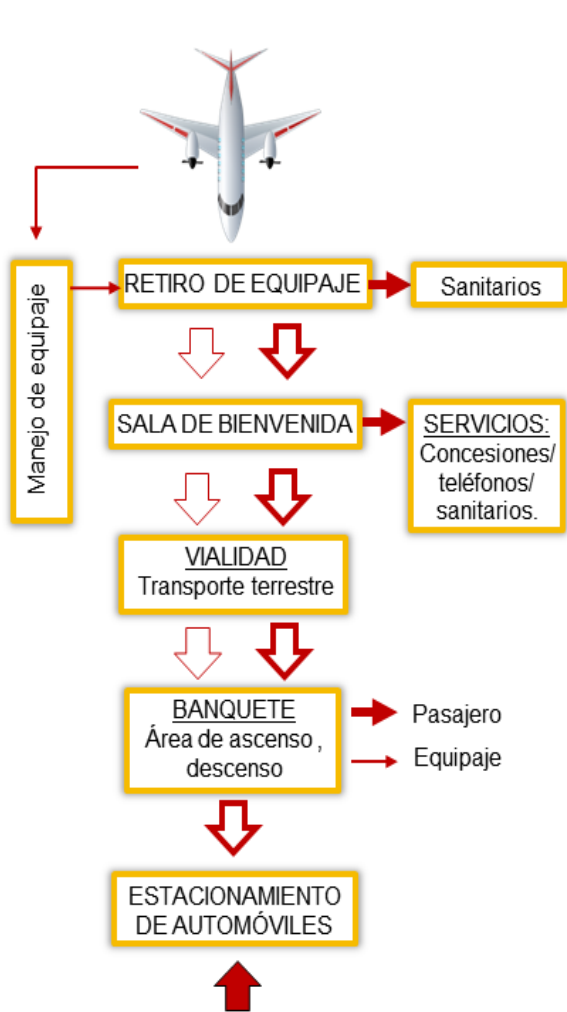 Manejo de equipaje
RETIRO DE EQUIPAJE
Sanitarios
SALA DE BIENVENIDA
SERVICIOS:
Concesiones/
teléfonos/
sanitarios.
VIALIDAD
Transporte terrestre
BANQUETE
Área de ascenso ,
descenso
Pasajero
Equipaje
ESTACIONAMIENTO
DE AUTOMÓVILES